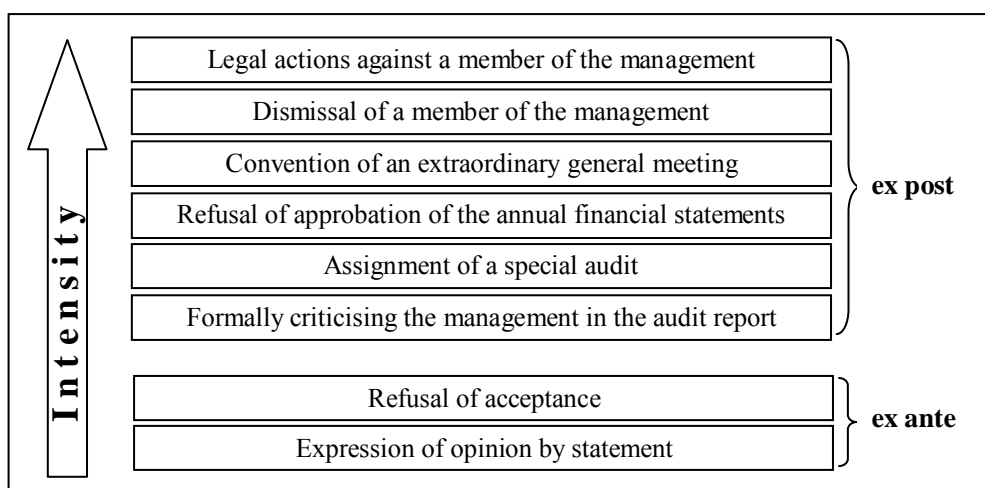 Intensity
Legal actions against a member of the management
Dismissal of a member of the management
Convention of an extraordinary general meeting
Refusal of approbation of the annual financial statements
Assignment of a special audit
Formally criticising the management in the audit report
ex post
Refusal of acceptance
Expression of opinion by statement
ex ante